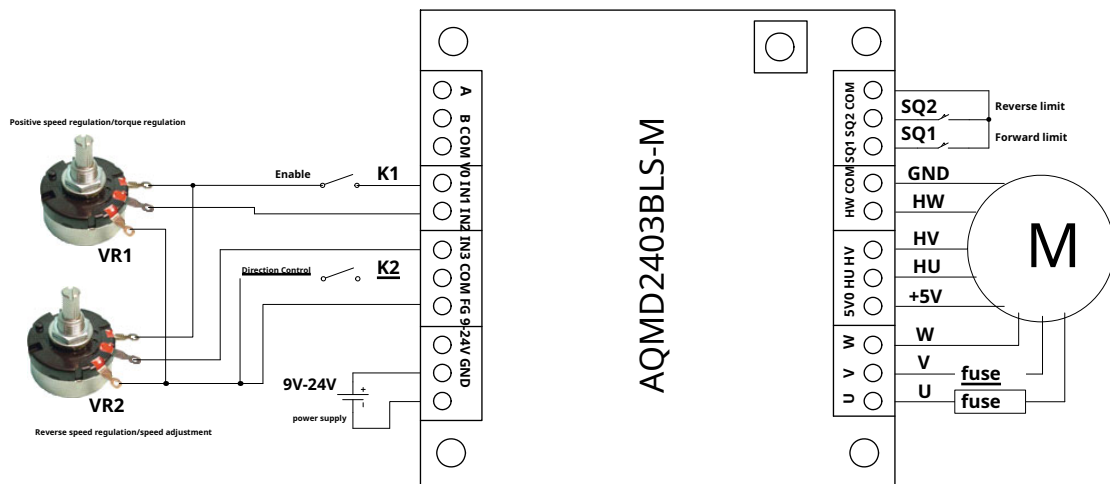 Positive speed regulation/torque regulation
VR1
VR2
Reverse speed regulation/speed adjustment
Enable
K1
Direction Control
K2
9V-24V
+
power supply
A
B
COM
V0
IN1
IN2
IN3
COM
FG
9-24V
GND
AQMD2403BLS-M
COM
SQ2
SQ1
COM
HW
HV
HU
5V0
W
V
U
SQ2
Reverse limit
SQ1
Forward limit
GND
HW
HV
HU
+5V
W
V
fuse
U
fuse
M